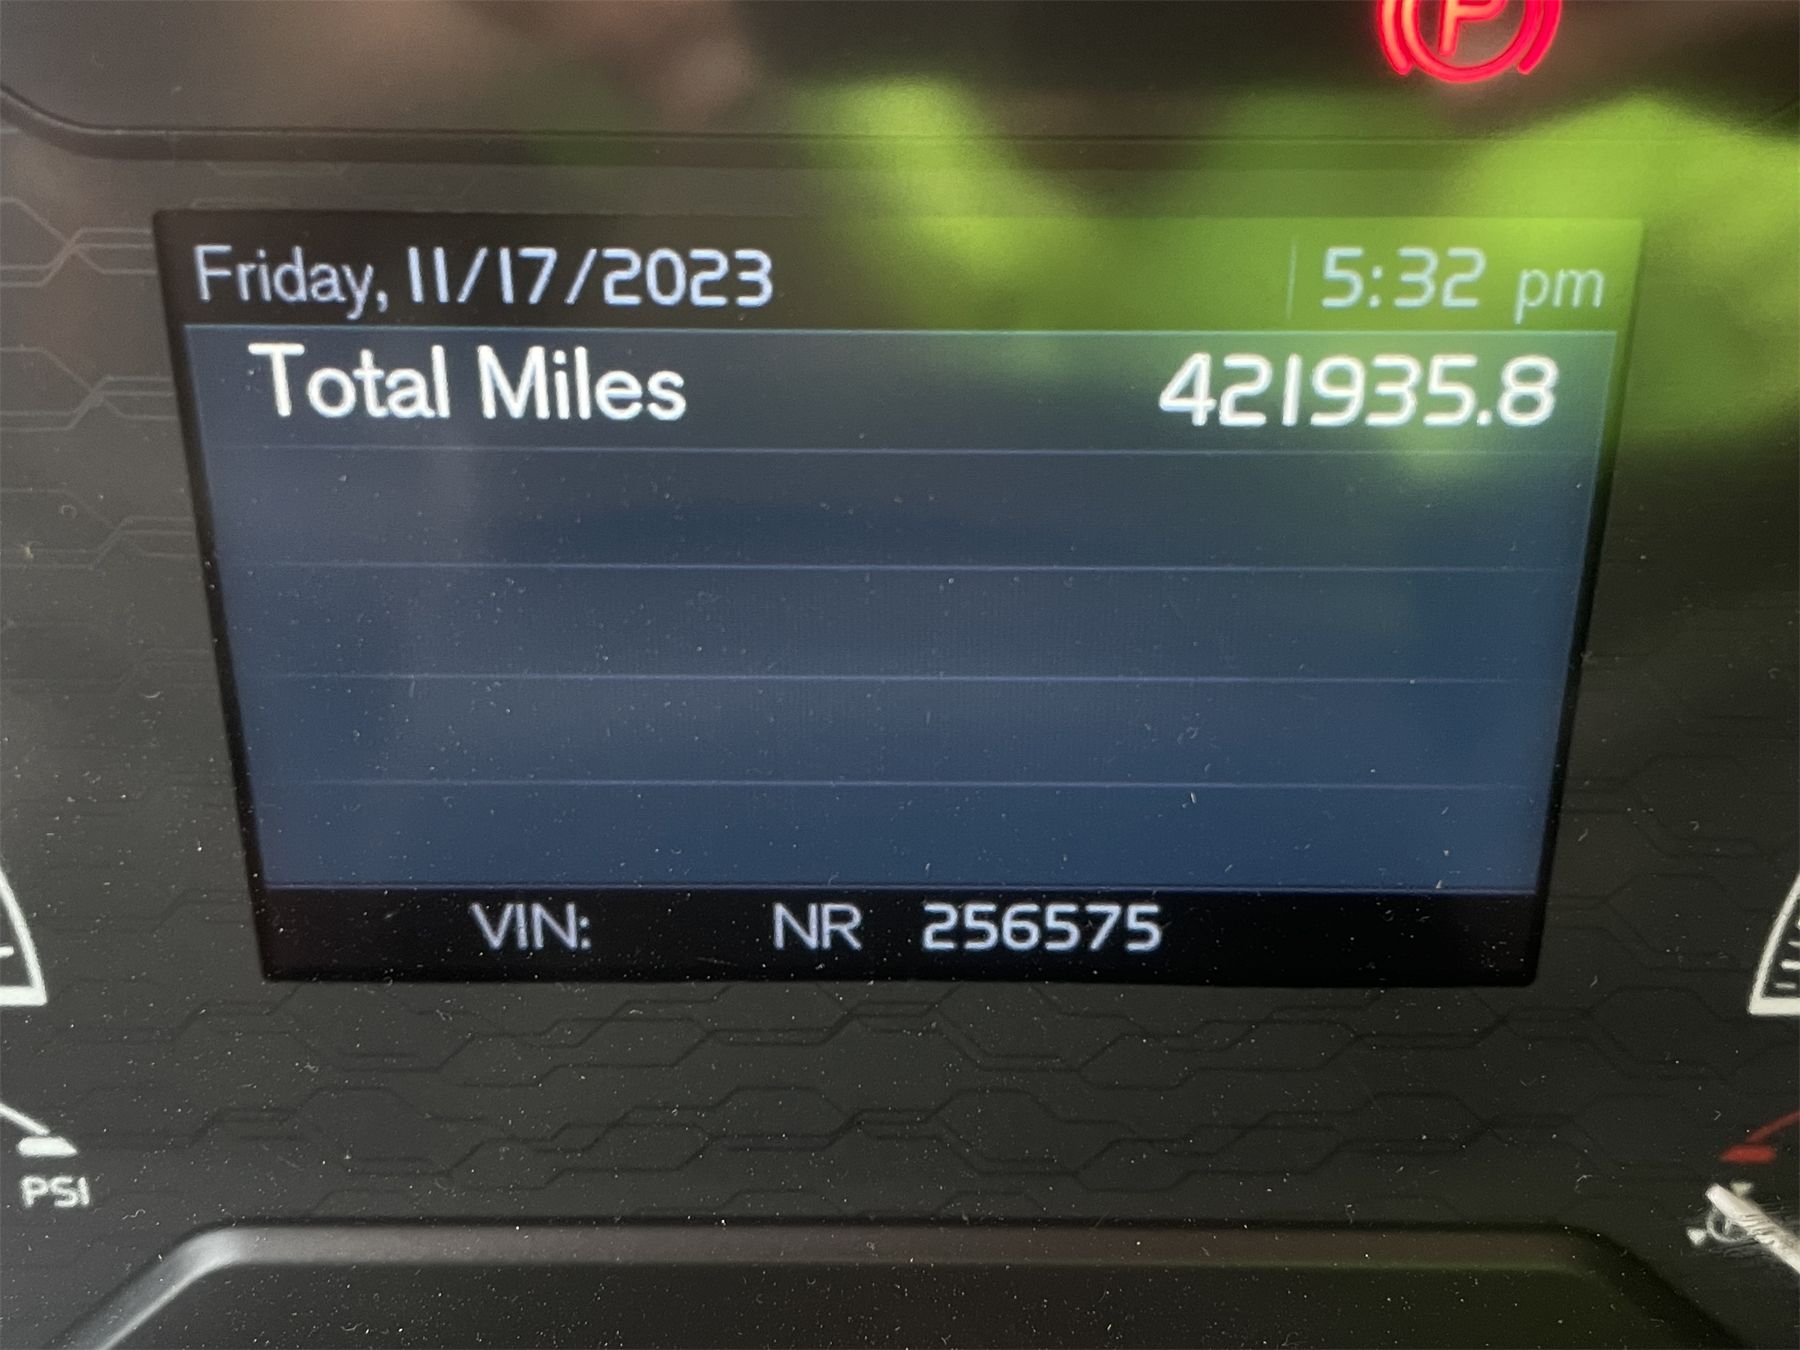 P
Friday, 11/17/2023 5:32 pm
Total Miles 421935.8
VIN: NR 256575
PSI